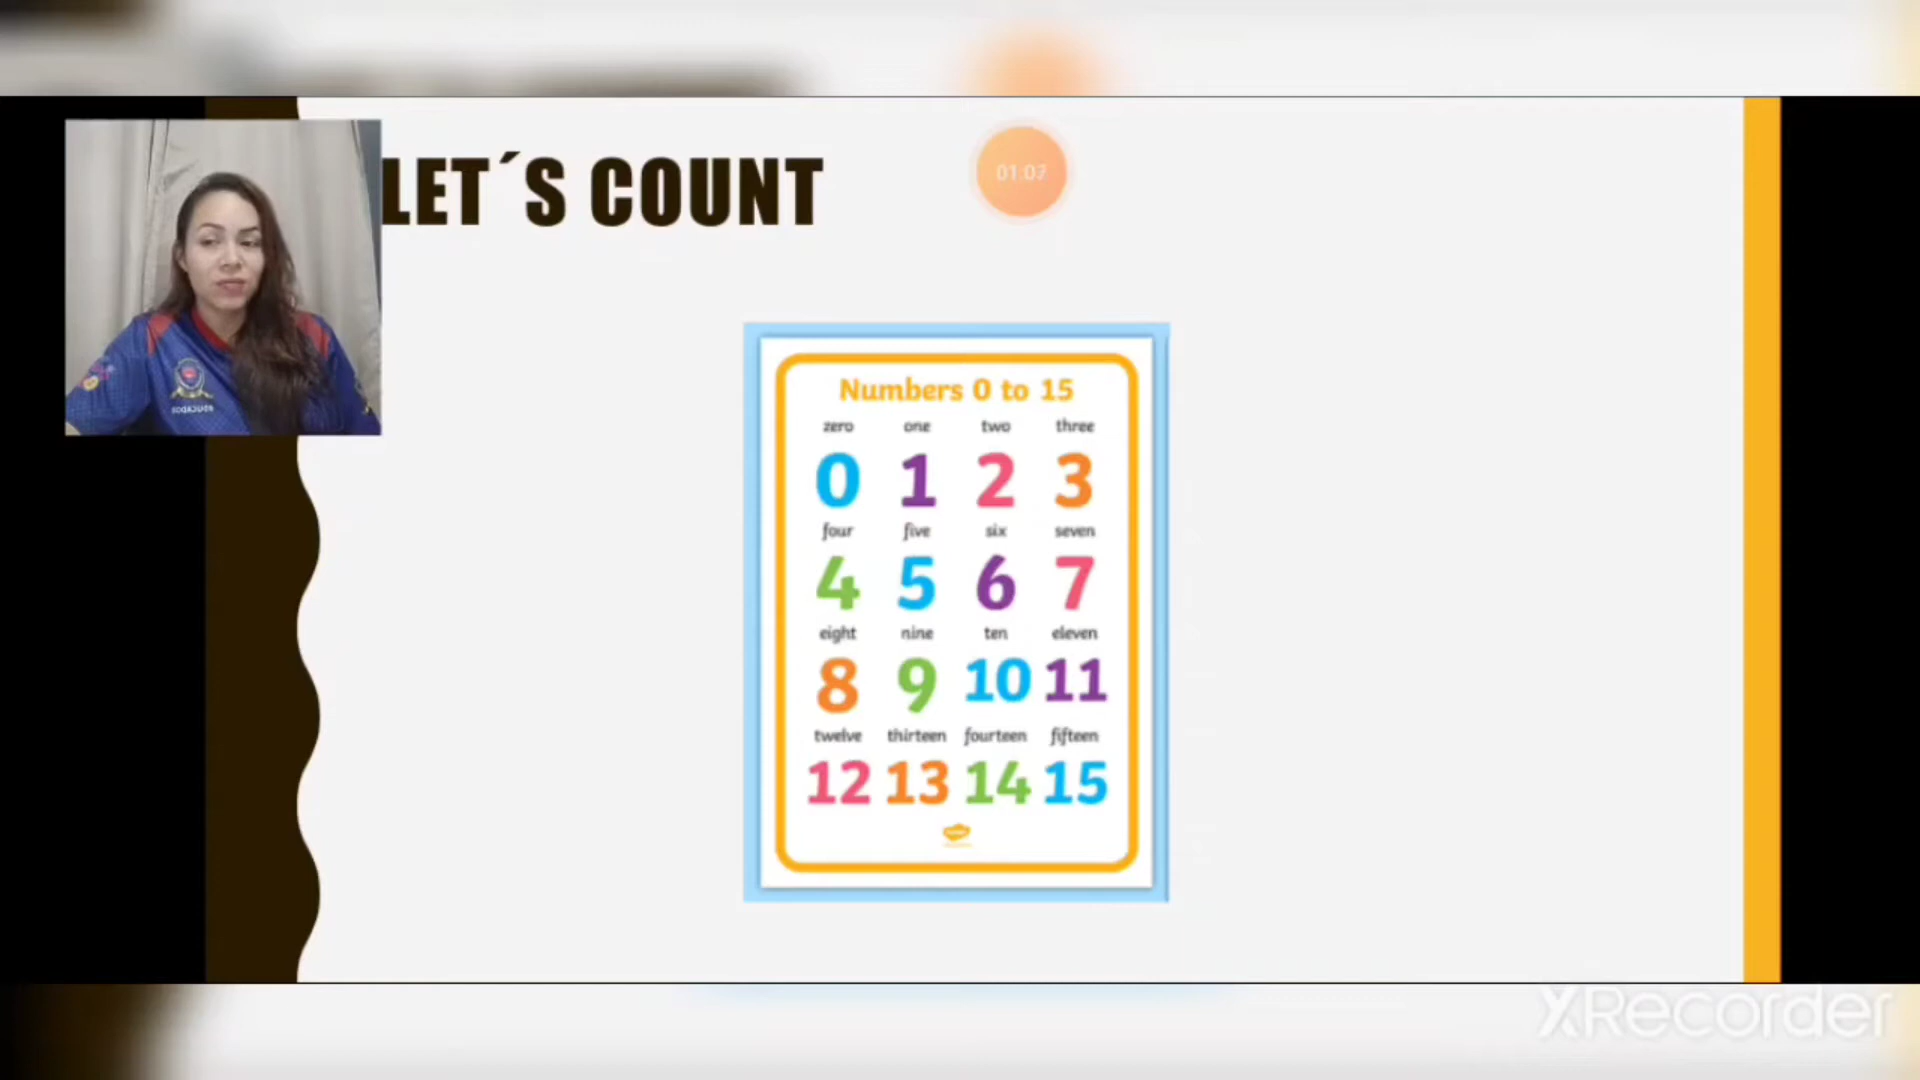 LET´S COUNT
01:07
Numbers 0 to 15
zero one two three
0 1 2 3
four five six seven
4 5 6 7
eight nine ten eleven
8 9 10 11
twelve thirteen fourteen fifteen
12 13 14 15
XRecorder